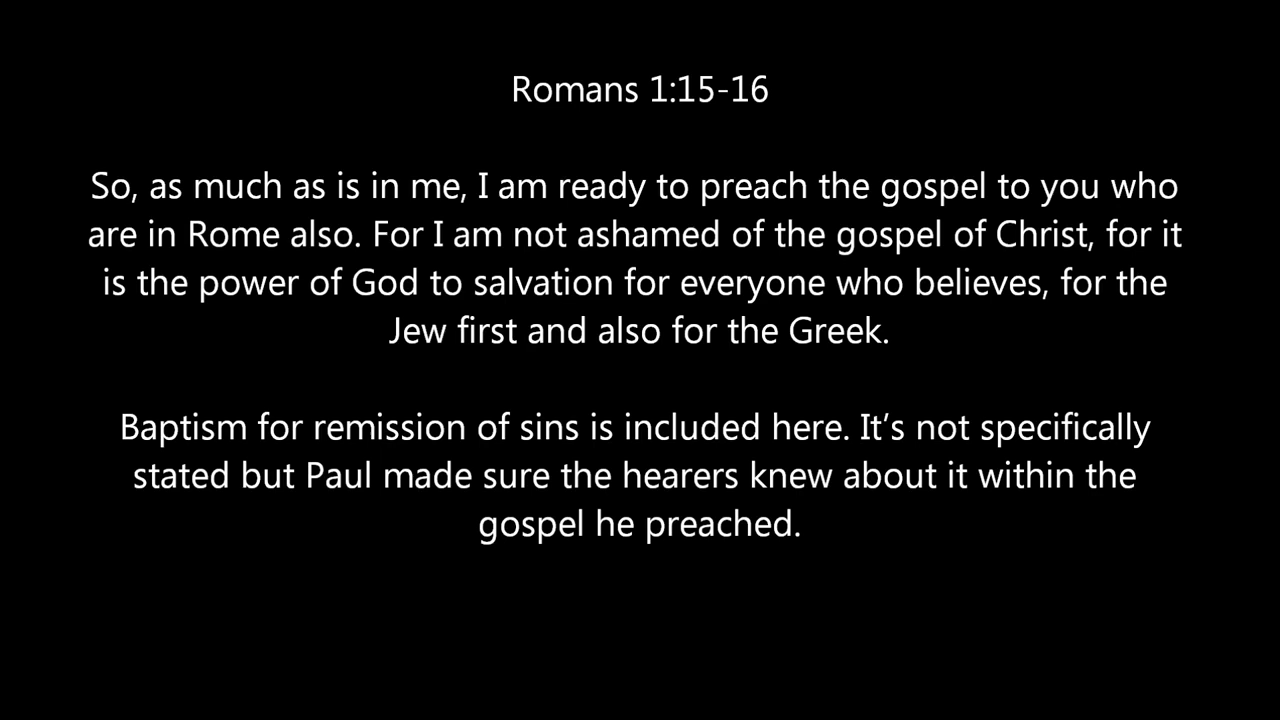 Romans 1:15-16
So, as much as is in me, I am ready to preach the gospel to you who
are in Rome also. For I am not ashamed of the gospel of Christ, for it
is the power of God to salvation for everyone who believes, for the
Jew first and also for the Greek.
Baptism for remission of sins is included here. It’s not specifically
stated but Paul made sure the hearers knew about it within the
gospel he preached.